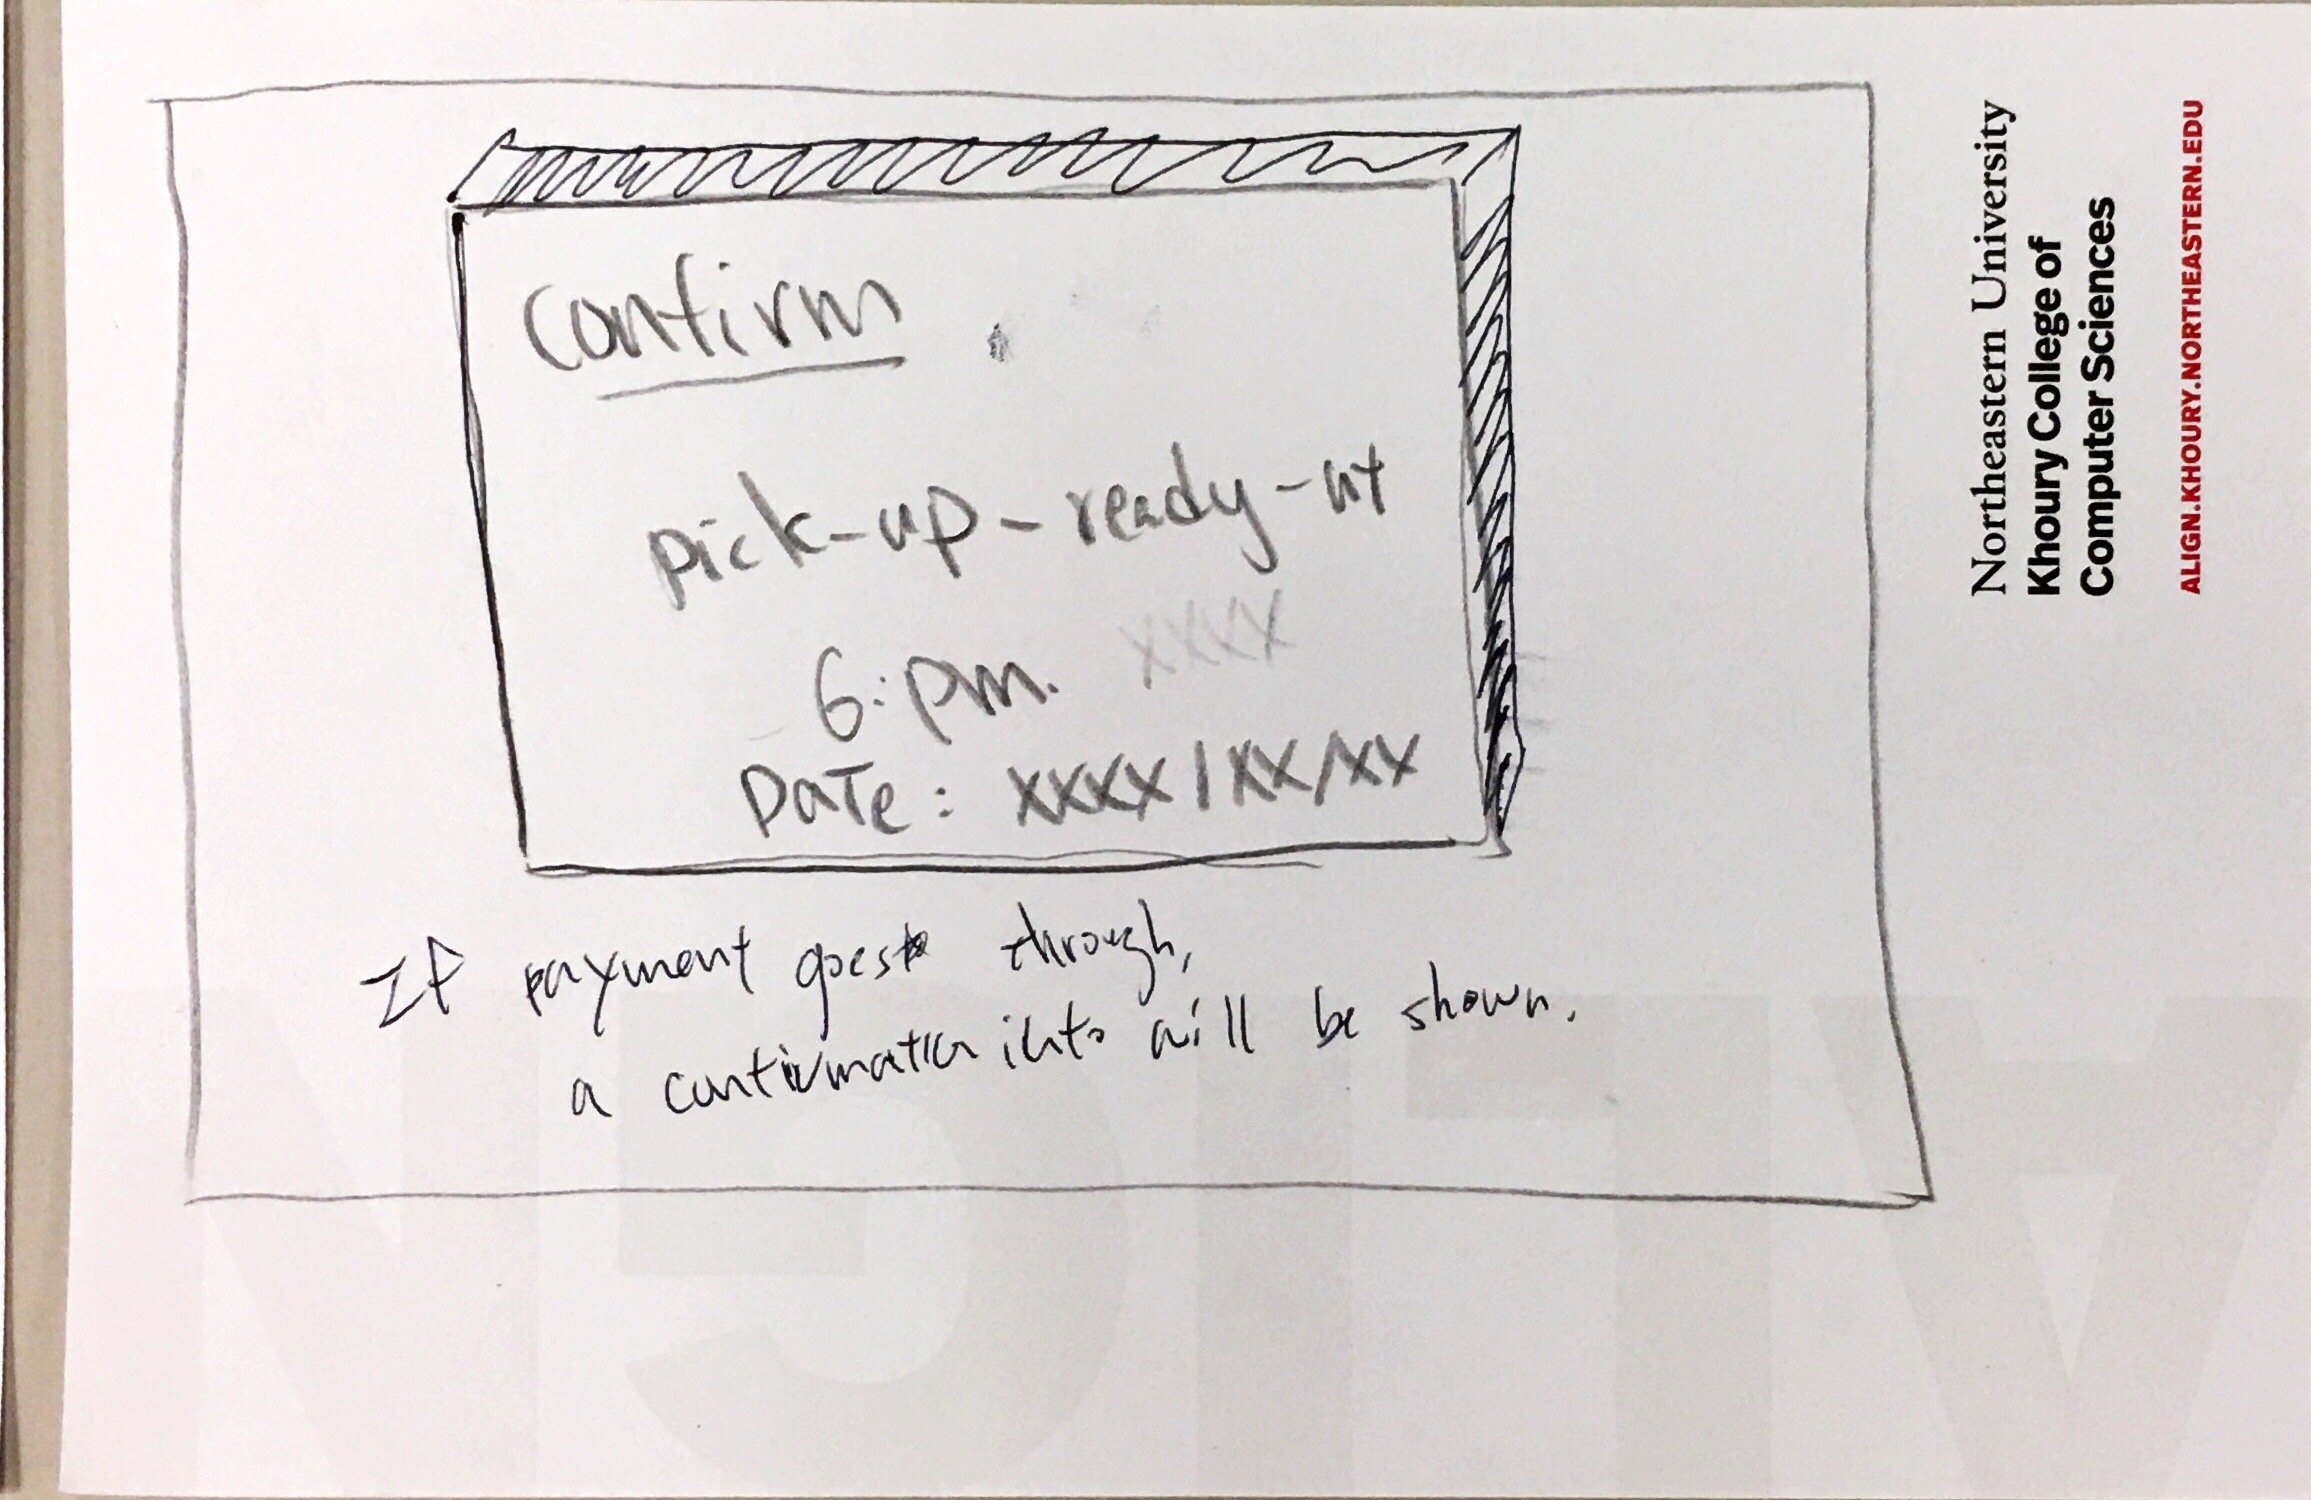 confirm
pick-up-ready-at
6:pm. xxxx
DaTe: xxxx/xx/xx
If payment goes through,
a confirmation info will be shown.
Northeastern University
Khoury College of
Computer Sciences
ALIGN.KHOURY.NORTHEASTERN.EDU
ALIGN